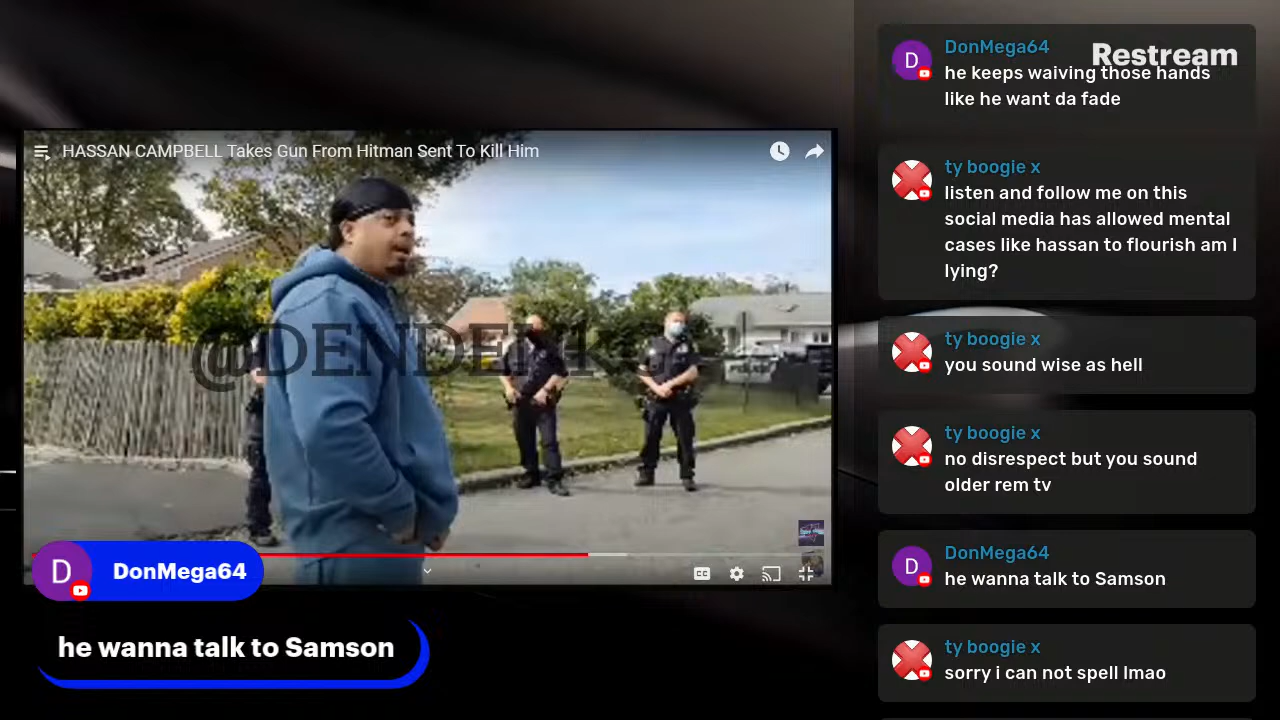 HASSAN CAMPBELL Takes Gun From Hitman Sent To Kill Him
D
DonMega64
he wanna talk to Samson
CC
Restream
D
DonMega64
he keeps waiving those hands
like he want da fade
ty boogie x
listen and follow me on this
social media has allowed mental
cases like hassan to flourish am I
lying?
ty boogie x
you sound wise as hell
ty boogie x
no disrespect but you sound
older rem tv
D
DonMega64
he wanna talk to Samson
ty boogie x
sorry i can not spell lmao